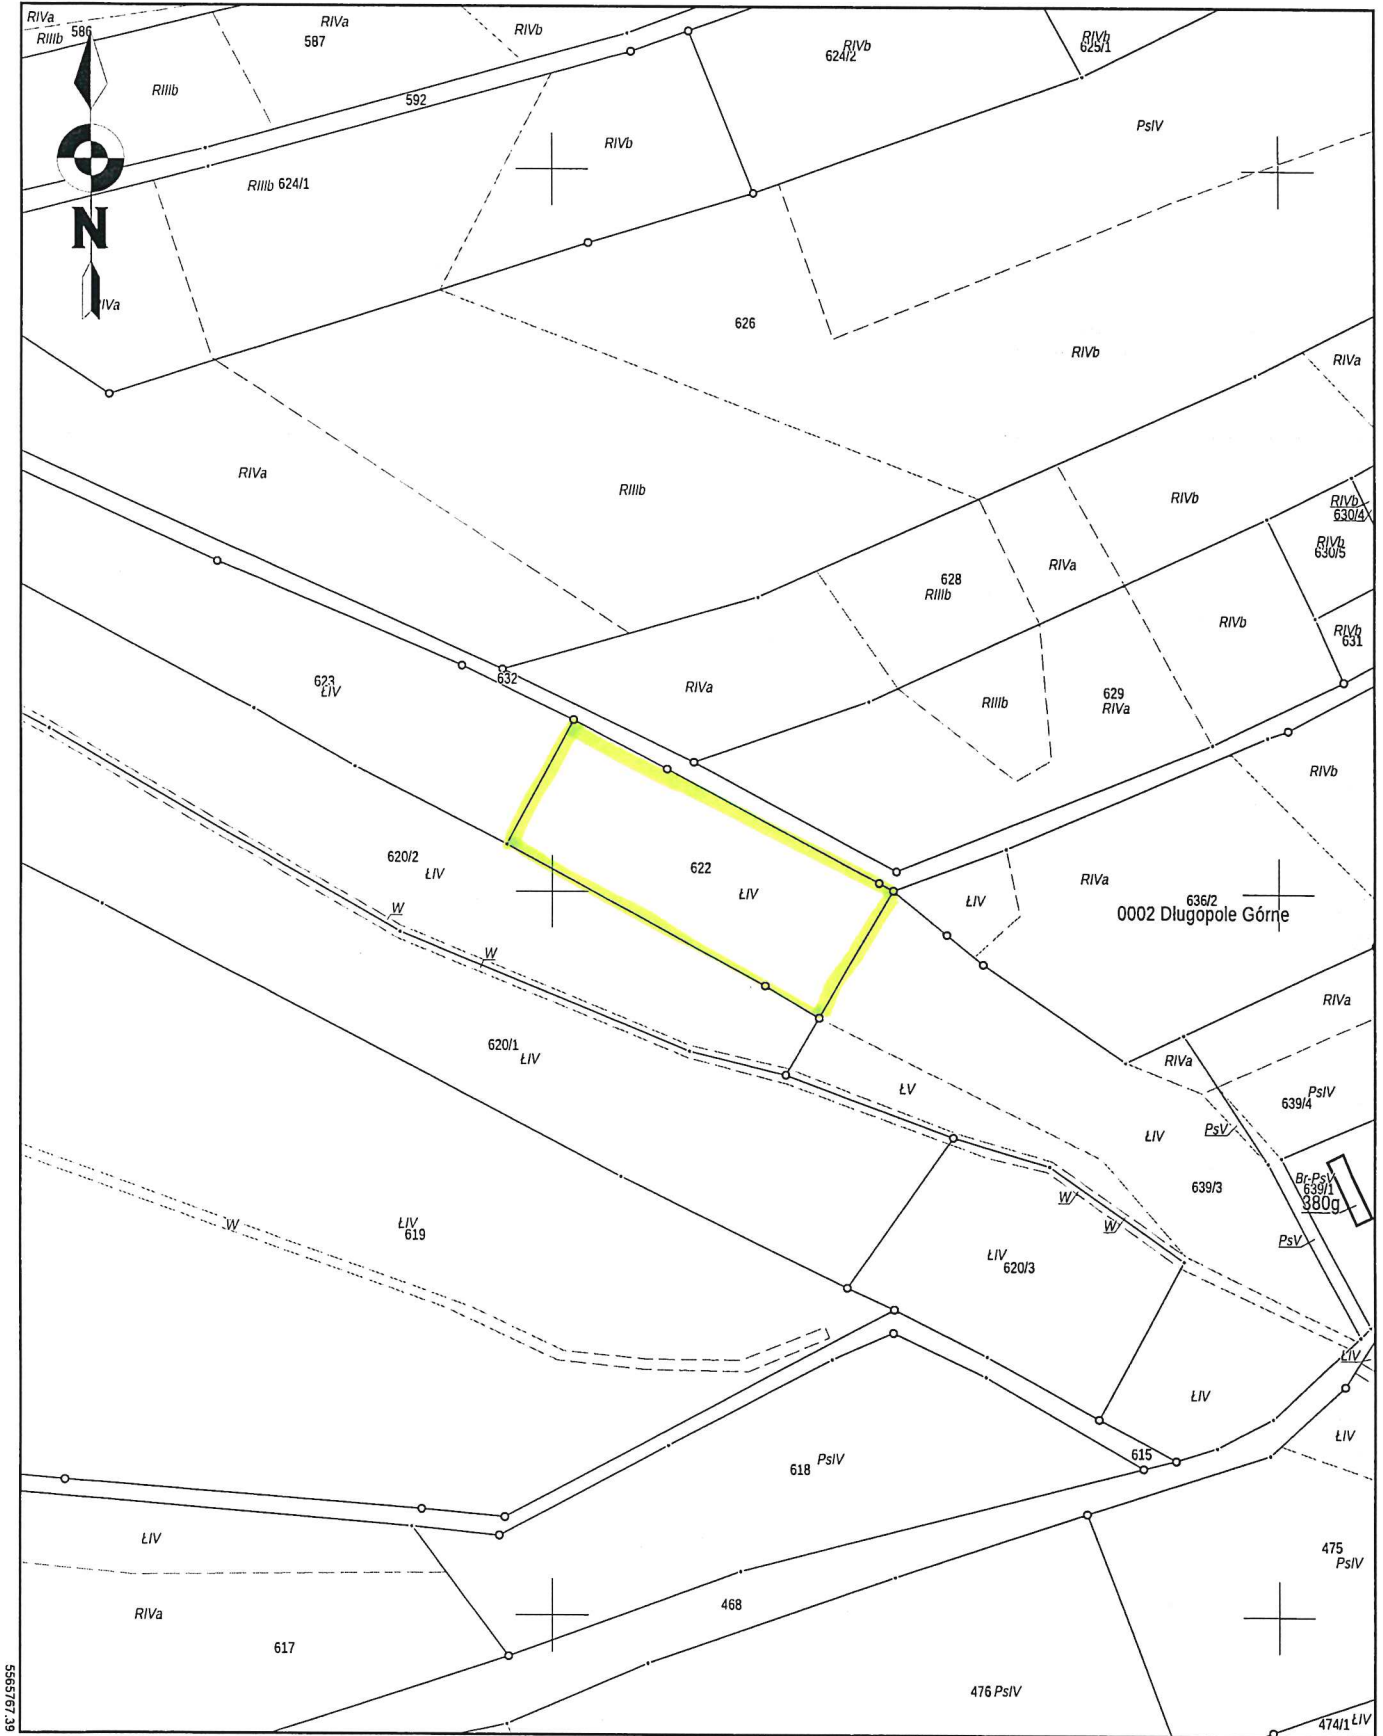 RIVa
RIIIb 586
RIVa
587
RIVb
RIVb
624/2
RIVb
625/1
RIIIb
592
RIVb
PsIV
RIIIb 624/1
N
IVa
626
RIVb
RIVa
RIVa
RIIIb
RIVb
RIVb
630/4
RIVb
630/5
628
RIIIb
RIVa
RIVb
RIVb
631
623
ŁIV
632
RIVa
RIIIb
629
RIVa
RIVb
620/2
ŁIV
622
ŁIV
ŁIV
RIVa
636/2
0002 Długopole Górne
W
W
RIVa
620/1
ŁIV
RIVa
ŁV
PsIV
639/4
PsV
ŁIV
Br-PsV
639/1
380g
639/3
W
W
PsV
W
ŁIV
619
ŁIV
620/3
ŁIV
ŁIV
ŁIV
615
618 PsIV
ŁIV
475
PsIV
RIVa
617
468
476 PsIV
474/1 ŁIV
5565767.39